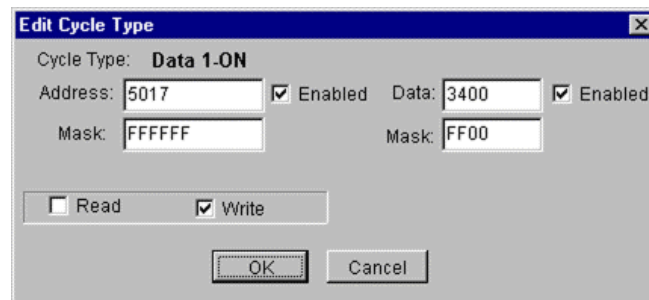 Edit Cycle Type
Cycle Type: Data 1-ON
Address: 5017 Enabled Data: 3400 Enabled
Mask: FFFFFF Mask: FF00
Read Write
OK Cancel